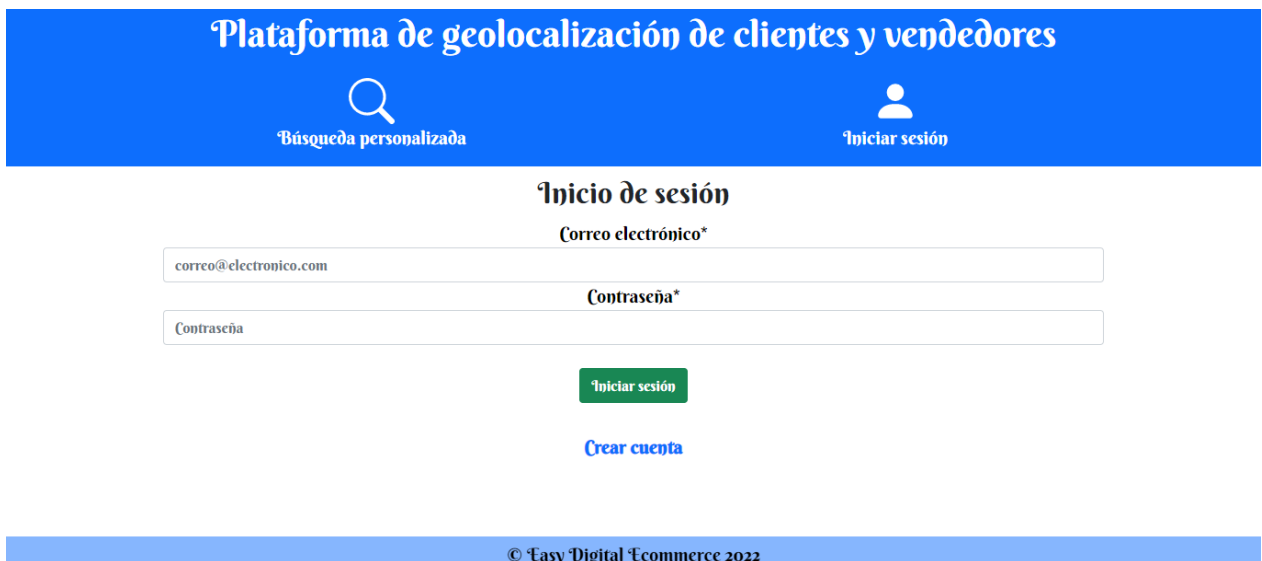 Plataforma de geolocalización de clientes y vendedores
Búsqueda personalizada
Iniciar sesión
Inicio de sesión
Correo electrónico*
correo@electronico.com
Contraseña*
Contraseña
Iniciar sesión
Crear cuenta
© Easy Digital Ecommerce 2022